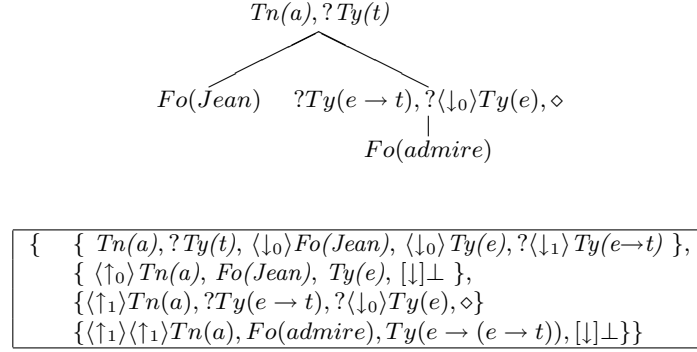 Tn(a), ?Ty(t)
Fo(Jean) ?Ty(e → t), ?⟨↓₀⟩Ty(e), ⋄
Fo(admire)
{ { Tn(a), ?Ty(t), ⟨↓₀⟩Fo(Jean), ⟨↓₀⟩Ty(e), ?⟨↓₁⟩Ty(e→t) },
{ ⟨↑₀⟩Tn(a), Fo(Jean), Ty(e), [↓]⊥ },
{⟨↑₁⟩Tn(a), ?Ty(e → t), ?⟨↓₀⟩Ty(e), ⋄}
{⟨↑₁⟩⟨↑₁⟩Tn(a), Fo(admire), Ty(e → (e → t)), [↓]⊥}}